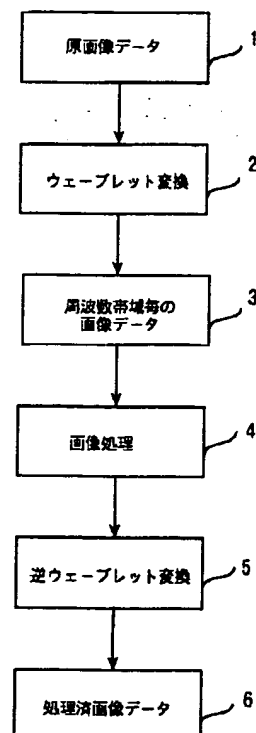 原画像データ
1
ウェーブレット変換
2
周波数帯域毎の
画像データ
3
画像処理
4
逆ウェーブレット変換
5
処理済画像データ
6